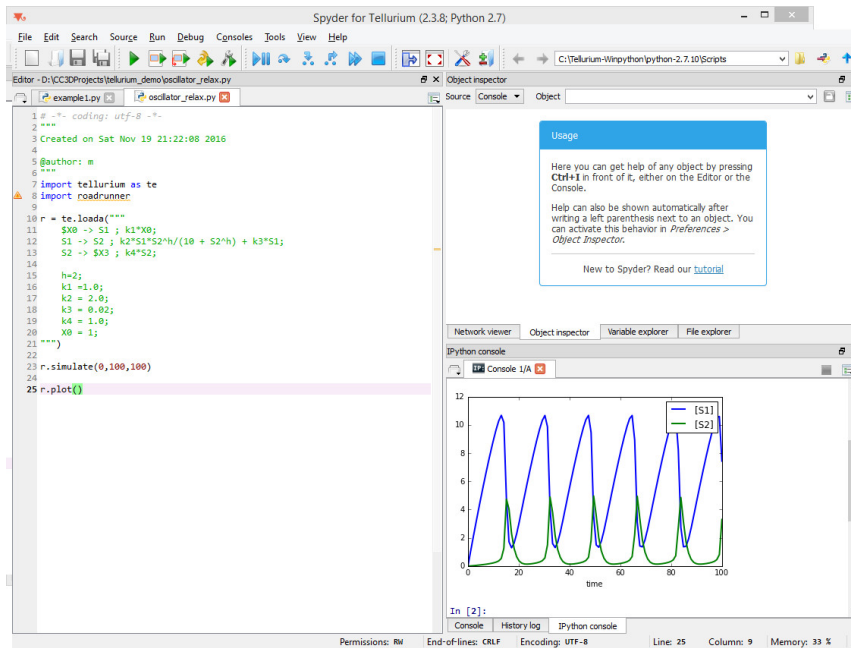 Spyder for Tellurium (2.3.8; Python 2.7)
File Edit Search Source Run Debug Consoles Tools View Help
C:\Tellurium-Winpython\python-2.7.10\Scripts
Editor - D:\CC3DProjects\tellurium_demo\oscilator_relax.py
example1.py oscilator_relax.py
1 # -*- coding: utf-8 -*-
2 """
3 Created on Sat Nov 19 21:22:08 2016
4
5 @author: m
6 """
7 import tellurium as te
8 import roadrunner
9
10 r = te.loada("""
11 $X0 -> S1 ; k1*X0;
12 S1 -> S2 ; k2*S1*S2^h/(10 + S2^h) + k3*S1;
13 S2 -> $X3 ; k4*S2;
14
15 h=2;
16 k1 =1.0;
17 k2 = 2.0;
18 k3 = 0.02;
19 k4 = 1.0;
20 X0 = 1;
21 """)
22
23 r.simulate(0,100,100)
24
25 r.plot()
Object inspector
Source Console Object
Usage
Here you can get help of any object by pressing
Ctrl+I in front of it, either on the Editor or the
Console.
Help can also be shown automatically after
writing a left parenthesis next to an object. You
can activate this behavior in Preferences >
Object Inspector.
New to Spyder? Read our tutorial
Network viewer Object inspector Variable explorer File explorer
IPython console
IP: Console 1/A
12
10
8
6
4
2
0
0 20 40 60 80 100
time
[S1]
[S2]
In [2]:
Console History log IPython console
Permissions: RW End-of-lines: CRLF Encoding: UTF-8 Line: 25 Column: 9 Memory: 33 %